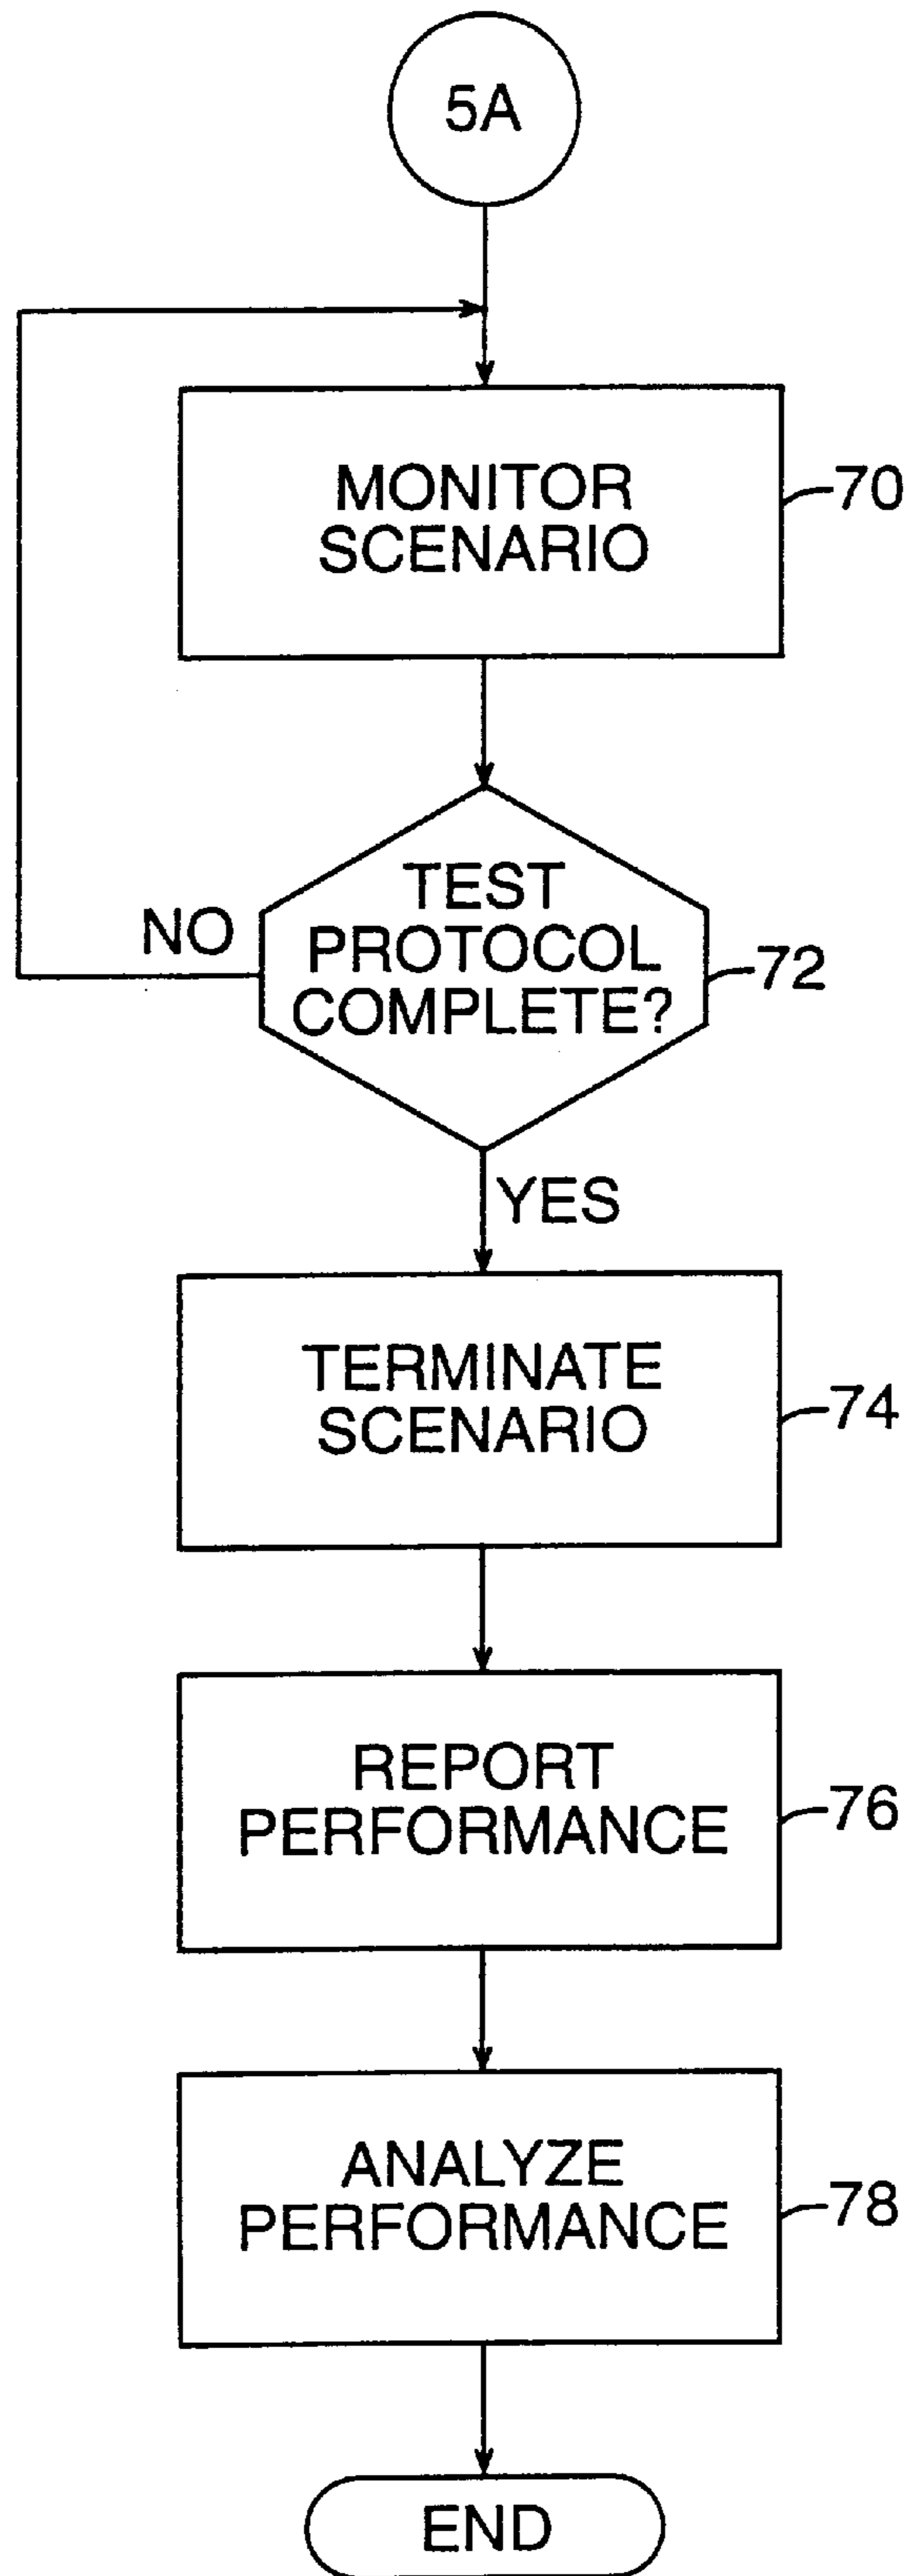 5A
MONITOR
SCENARIO
70
TEST
PROTOCOL
COMPLETE?
NO
72
YES
TERMINATE
SCENARIO
74
REPORT
PERFORMANCE
76
ANALYZE
PERFORMANCE
78
END